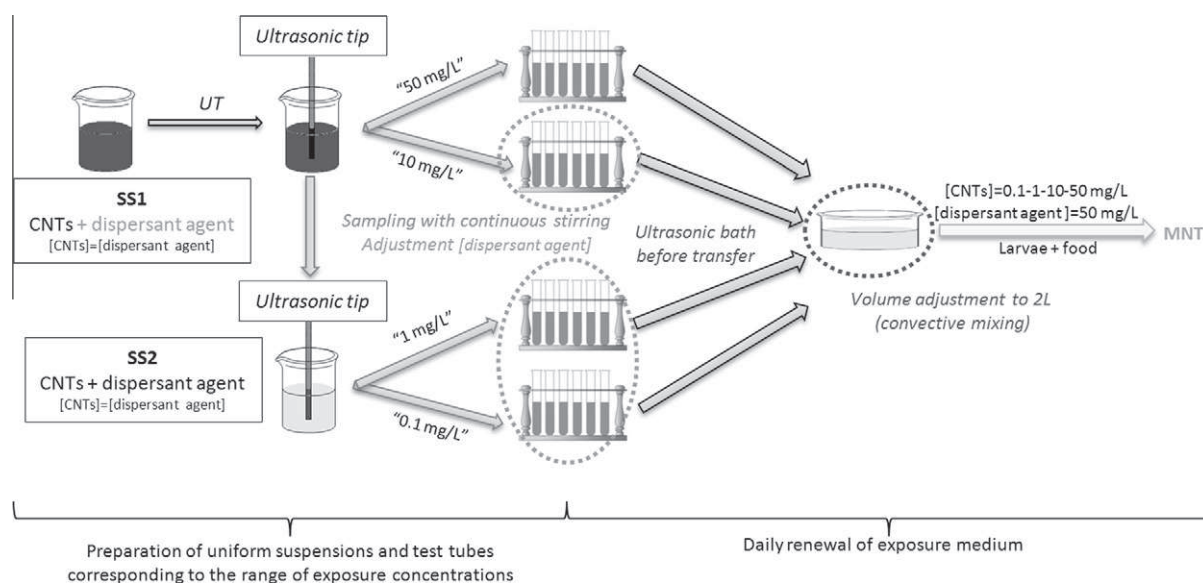 Ultrasonic tip
UT
"50 mg/L"
"10 mg/L"
SS1
CNTs + dispersant agent
[CNTs]=[dispersant agent]
Sampling with continuous stirring
Adjustment [dispersant agent]
Ultrasonic bath
before transfer
[CNTs]=0.1-1-10-50 mg/L
[dispersant agent]=50 mg/L
Larvae + food
MNT
Volume adjustment to 2L
(convective mixing)
Ultrasonic tip
SS2
CNTs + dispersant agent
[CNTs]=[dispersant agent]
"1 mg/L"
"0.1 mg/L"
Preparation of uniform suspensions and test tubes
corresponding to the range of exposure concentrations
Daily renewal of exposure medium